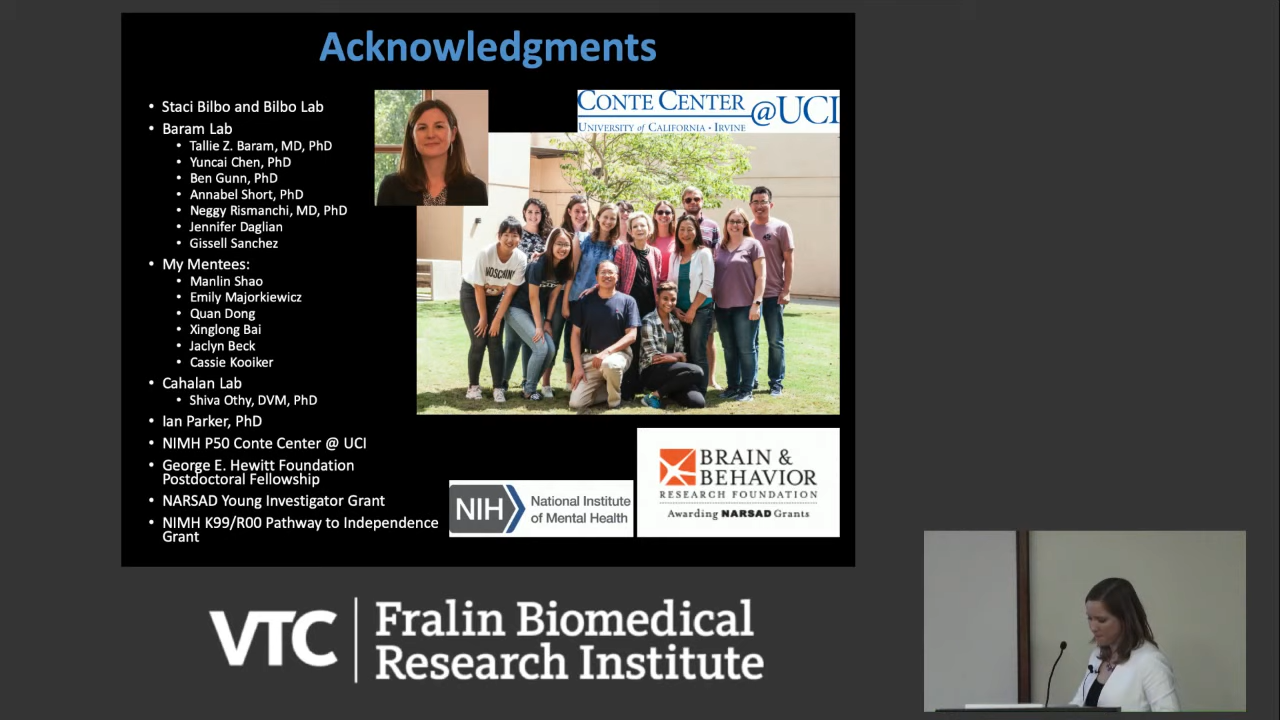 Acknowledgments
• Staci Bilbo and Bilbo Lab
• Baram Lab
• Tallie Z. Baram, MD, PhD
• Yuncai Chen, PhD
• Ben Gunn, PhD
• Annabel Short, PhD
• Neggy Rismanchi, MD, PhD
• Jennifer Daglian
• Gissell Sanchez
• My Mentees:
• Manlin Shao
• Emily Majorkiewicz
• Quan Dong
• Xinglong Bai
• Jaclyn Beck
• Cassie Kooiker
• Cahalan Lab
• Shiva Othy, DVM, PhD
• Ian Parker, PhD
• NIMH P50 Conte Center @ UCI
• George E. Hewitt Foundation
Postdoctoral Fellowship
• NARSAD Young Investigator Grant
• NIMH K99/R00 Pathway to Independence
Grant
CONTE CENTER @UCI
UNIVERSITY of CALIFORNIA • IRVINE
MOSCHINO
NIH National Institute
of Mental Health
BRAIN &
BEHAVIOR
RESEARCH FOUNDATION
Awarding NARSAD Grants
VTC Fralin Biomedical
Research Institute